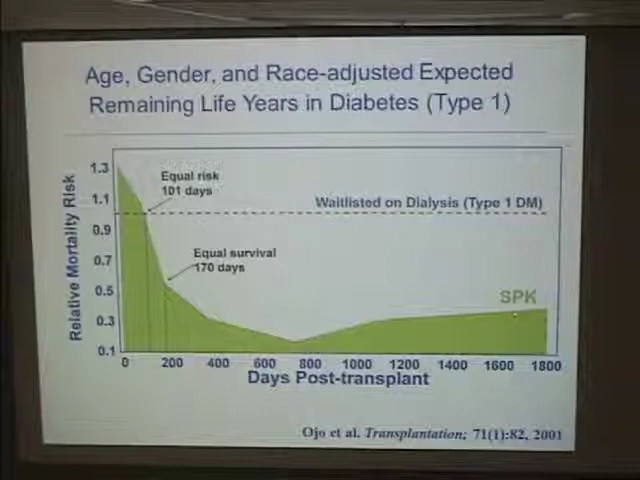 Age, Gender, and Race-adjusted Expected
Remaining Life Years in Diabetes (Type 1)
Relative Mortality Risk
1.3
1.1
0.9
0.7
0.5
0.3
0.1
Equal risk
101 days
Waitlisted on Dialysis (Type 1 DM)
Equal survival
170 days
SPK
0 200 400 600 800 1000 1200 1400 1600 1800
Days Post-transplant
Ojo et al. Transplantation; 71(1):82, 2001